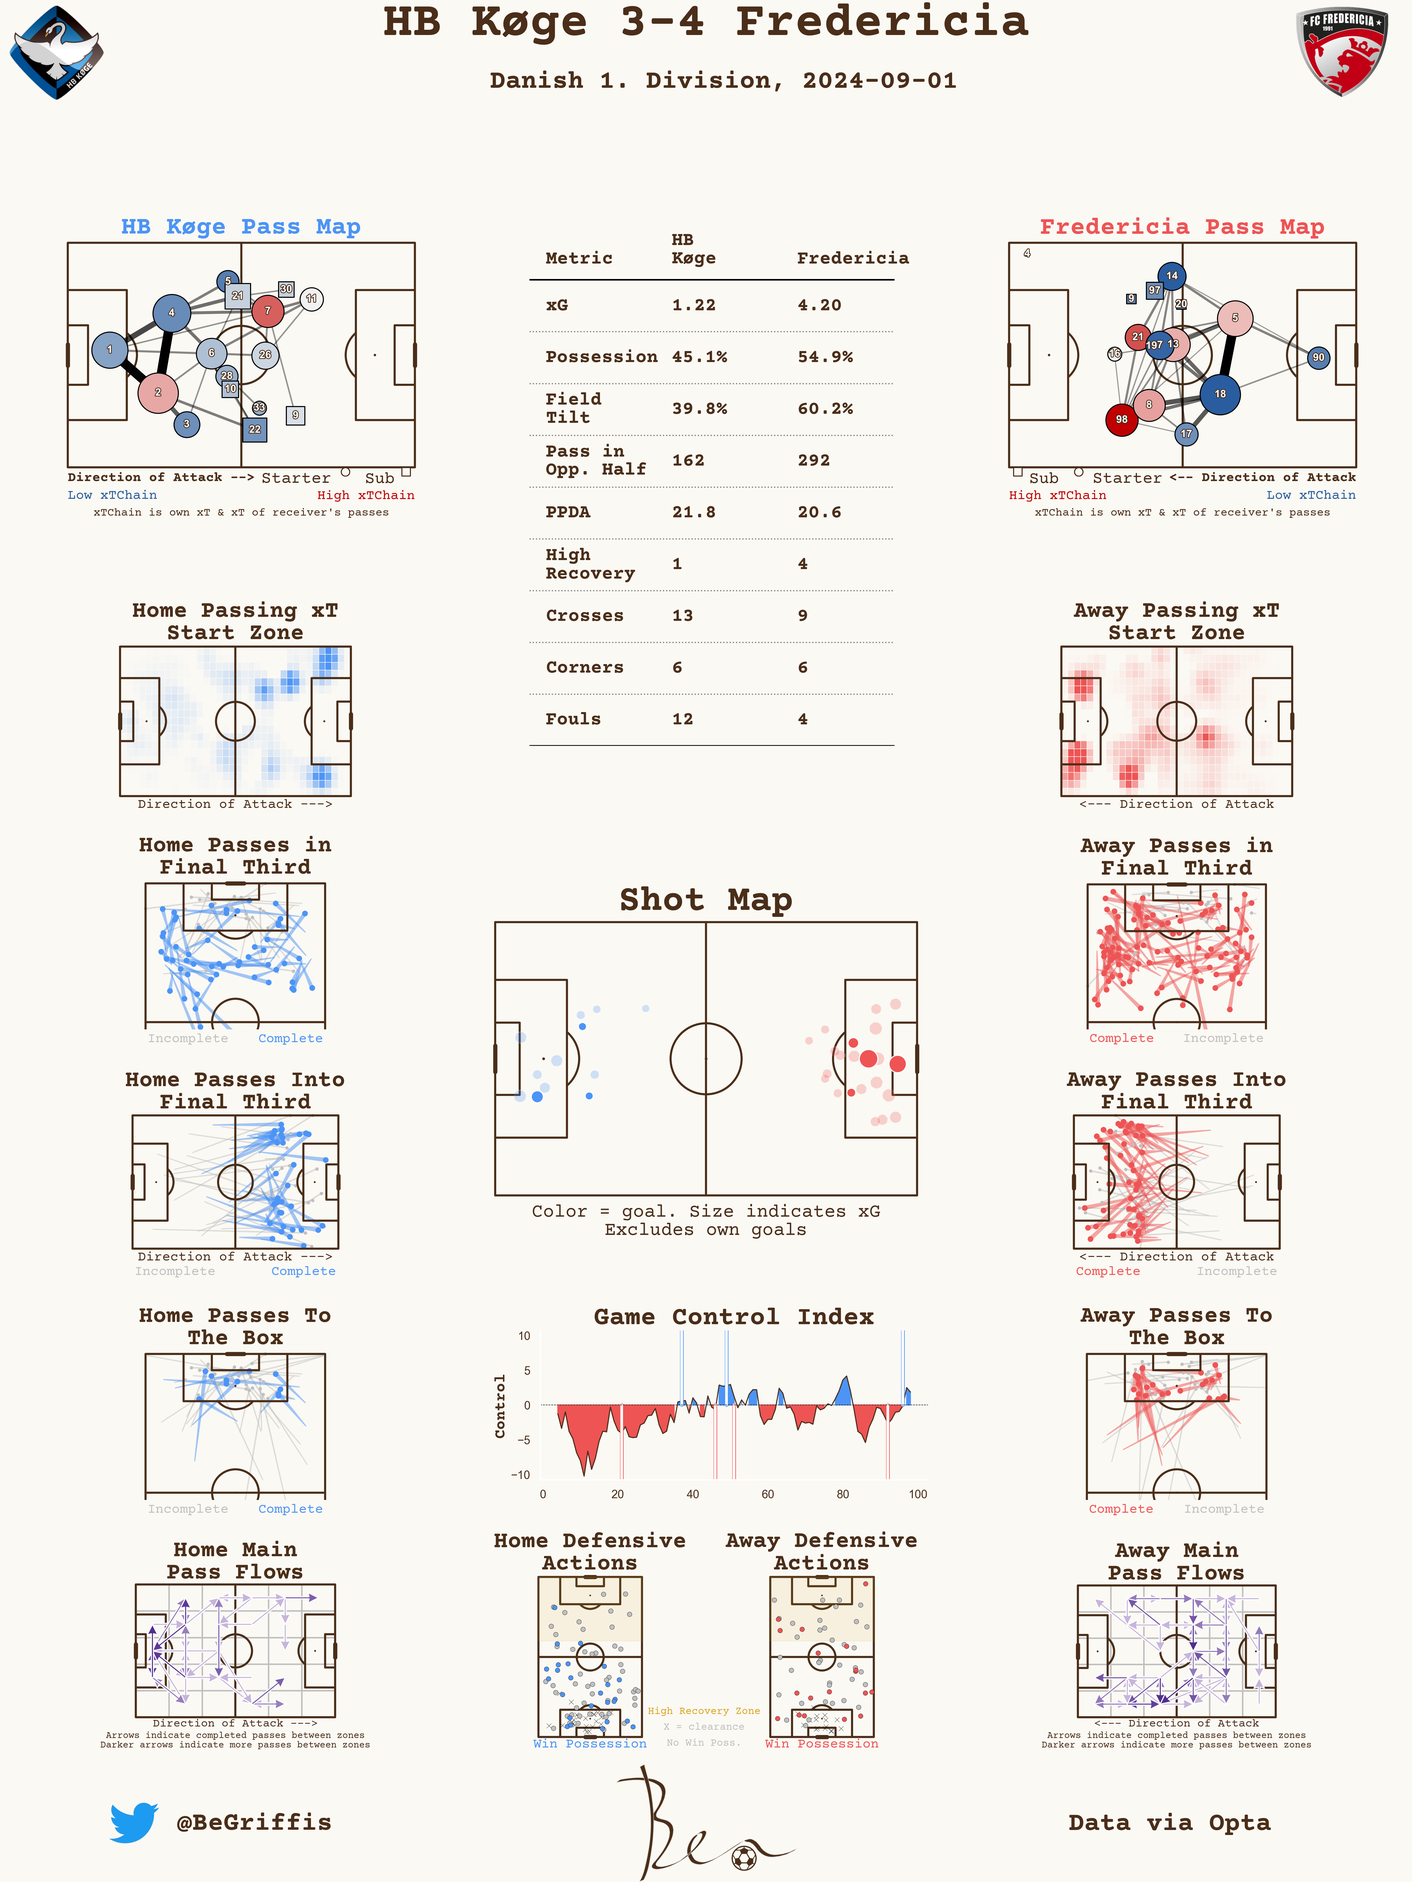 HB Køge 3-4 Fredericia
Danish 1. Division, 2024-09-01
HB KØGE
FC FREDERICIA
1991
HB Køge Pass Map
5
21
30
11
4
7
1
6
26
28
10
2
33
9
3
22
Direction of Attack --> Starter Sub
Low xTChain High xTChain
xTChain is own xT & xT of receiver's passes
Metric HB Køge Fredericia
xG 1.22 4.20
Possession 45.1% 54.9%
Field Tilt 39.8% 60.2%
Pass in Opp. Half 162 292
PPDA 21.8 20.6
High Recovery 1 4
Crosses 13 9
Corners 6 6
Fouls 12 4
Fredericia Pass Map
4
14
97
9
20
5
21
197
13
16
90
18
8
98
17
Sub Starter <-- Direction of Attack
High xTChain Low xTChain
xTChain is own xT & xT of receiver's passes
Home Passing xT
Start Zone
Direction of Attack --->
Away Passing xT
Start Zone
<--- Direction of Attack
Home Passes in
Final Third
Incomplete Complete
Away Passes in
Final Third
Complete Incomplete
Shot Map
Color = goal. Size indicates xG
Excludes own goals
Home Passes Into
Final Third
Direction of Attack --->
Incomplete Complete
Away Passes Into
Final Third
<--- Direction of Attack
Complete Incomplete
Home Passes To
The Box
Incomplete Complete
Game Control Index
Control
10
5
0
−5
−10
0 20 40 60 80 100
Away Passes To
The Box
Complete Incomplete
Home Main
Pass Flows
Direction of Attack --->
Arrows indicate completed passes between zones
Darker arrows indicate more passes between zones
Home Defensive
Actions
Win Possession
High Recovery Zone
X = clearance
No Win Poss.
Away Defensive
Actions
Win Possession
Away Main
Pass Flows
<--- Direction of Attack
Arrows indicate completed passes between zones
Darker arrows indicate more passes between zones
@BeGriffis
Ben
Data via Opta